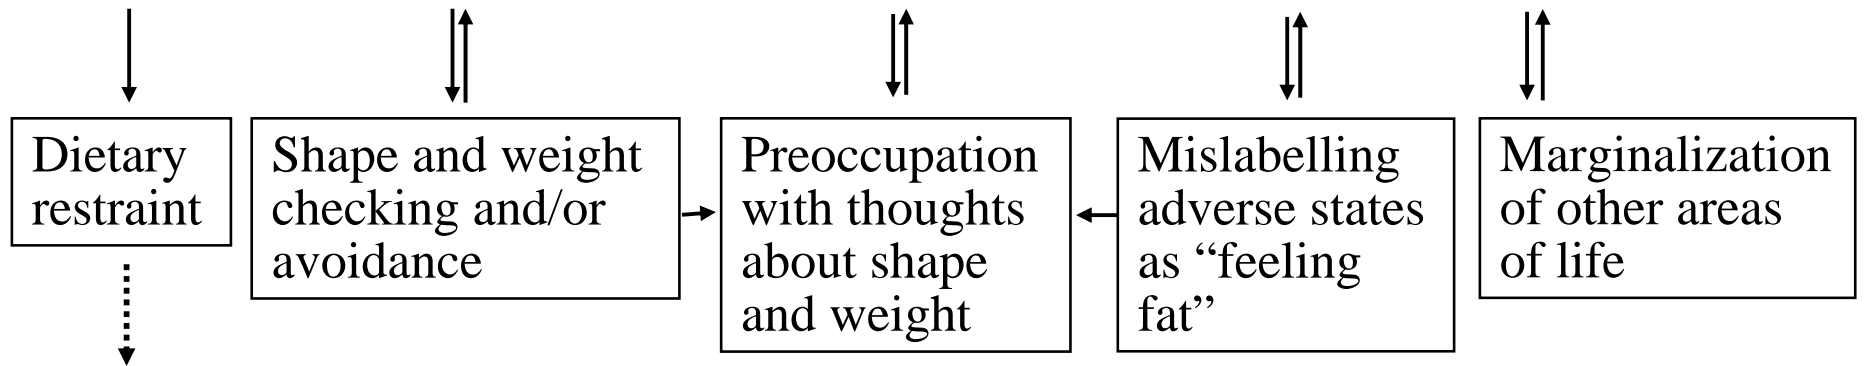 Dietary
restraint
Shape and weight
checking and/or
avoidance
Preoccupation
with thoughts
about shape
and weight
Mislabelling
adverse states
as “feeling
fat”
Marginalization
of other areas
of life